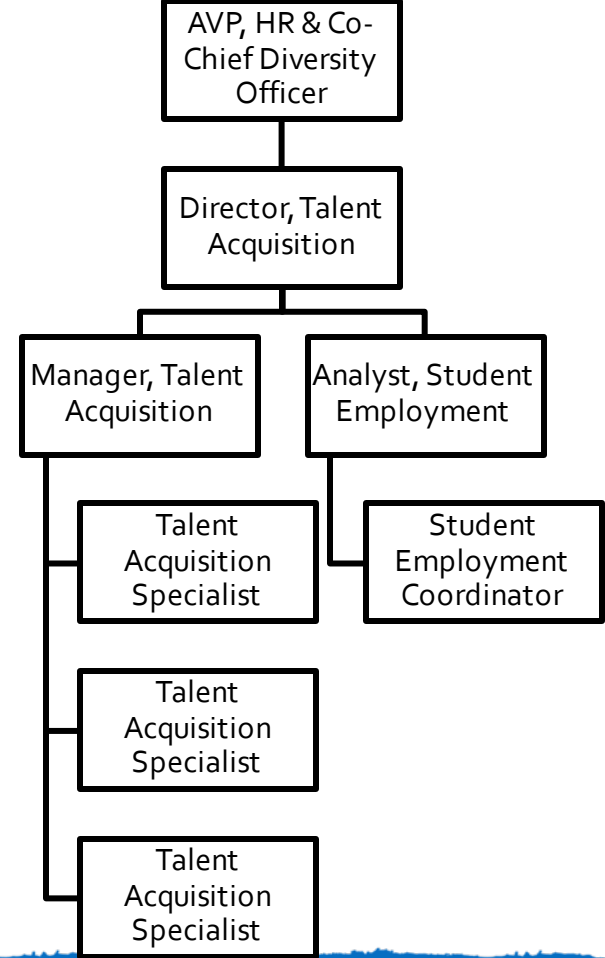 AVP, HR & Co-
Chief Diversity
Officer
Director, Talent
Acquisition
Manager, Talent
Acquisition
Analyst, Student
Employment
Talent
Acquisition
Specialist
Student
Employment
Coordinator
Talent
Acquisition
Specialist
Talent
Acquisition
Specialist